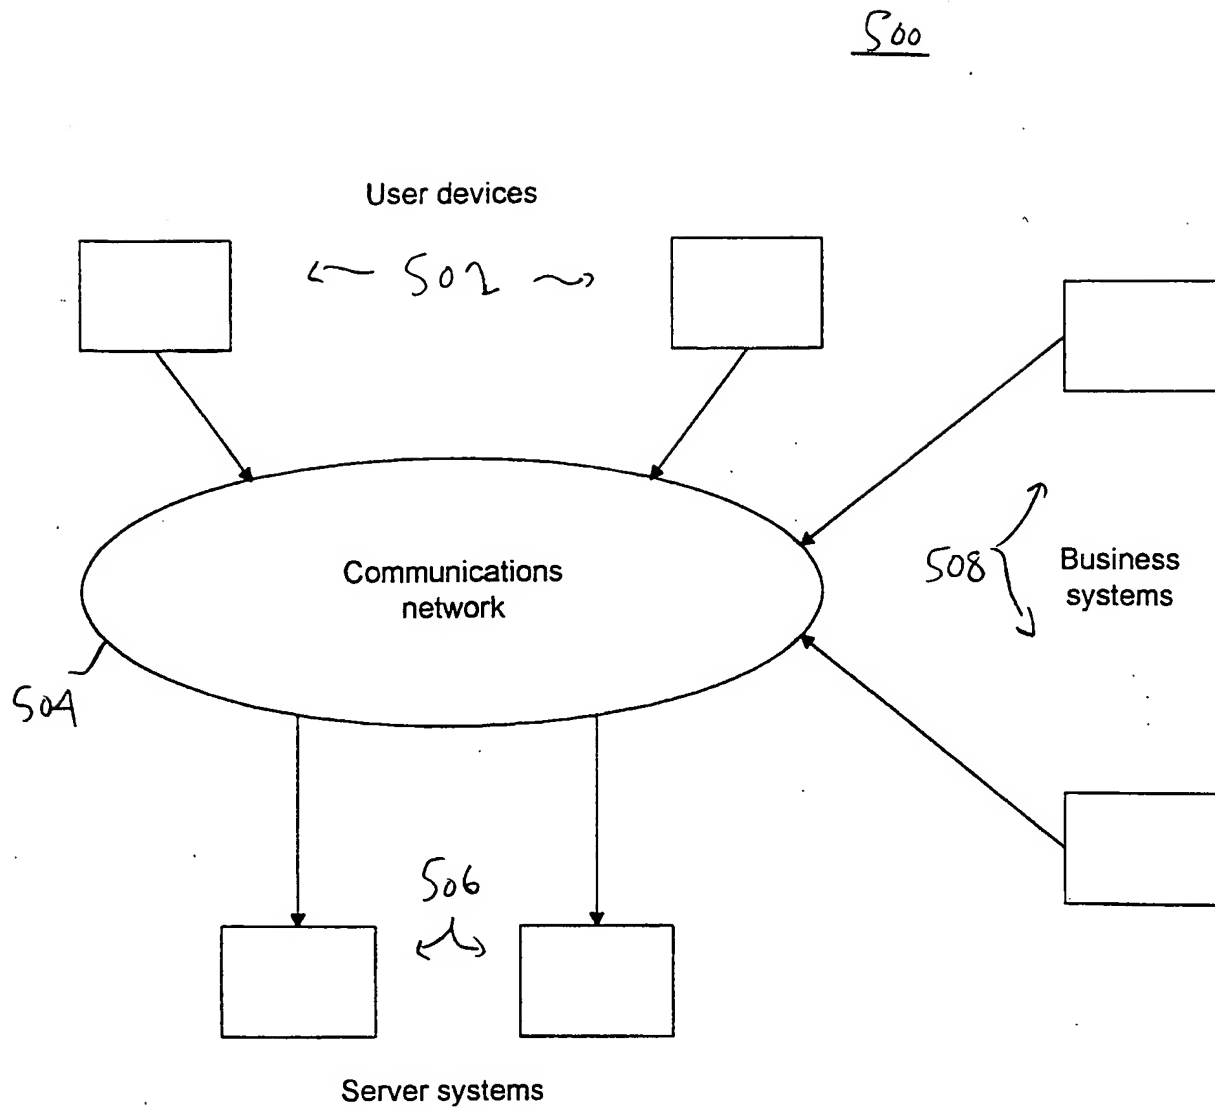 500
User devices
502
Communications
network
508
Business
systems
504
506
Server systems